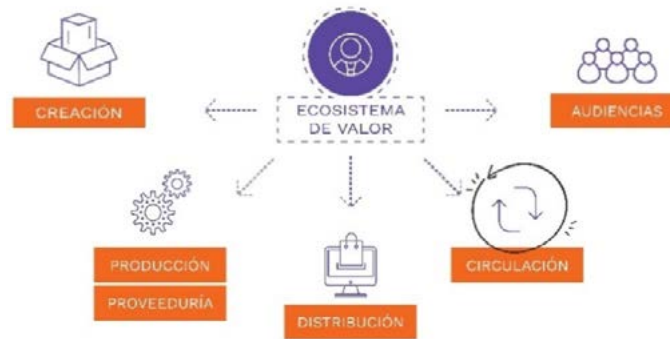 ECOSISTEMA
DE VALOR
CREACIÓN
AUDIENCIAS
PRODUCCIÓN
PROVEEDURÍA
DISTRIBUCIÓN
CIRCULACIÓN